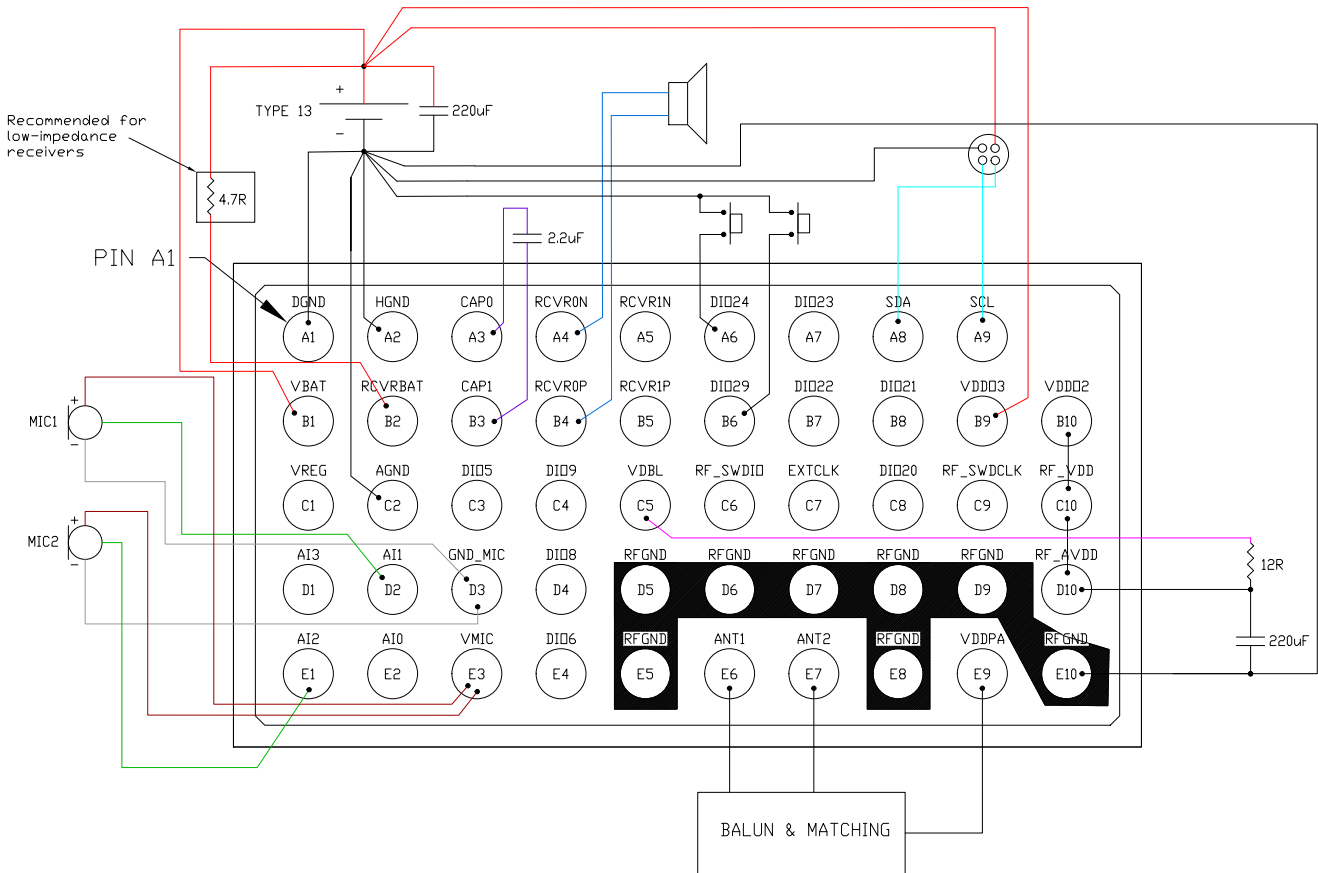 +
TYPE 13
220uF
-
Recommended for
low-impedance
receivers
4.7R
2.2uF
PIN A1
DGND HGND CAP0 RCVR0N RCVR1N DIO24 DIO23 SDA SCL
A1 A2 A3 A4 A5 A6 A7 A8 A9
VBAT RCVRBAT CAP1 RCVR0P RCVR1P DIO29 DIO22 DIO21 VDDO3 VDDO2
B1 B2 B3 B4 B5 B6 B7 B8 B9 B10
+
MIC1
-
VREG AGND DIO5 DIO9 VDBL RF_SWDIO EXTCLK DIO20 RF_SWDCLK RF_VDD
C1 C2 C3 C4 C5 C6 C7 C8 C9 C10
+
MIC2
-
AI3 AI1 GND_MIC DIO8 RFGND RFGND RFGND RFGND RFGND RF_AVDD
D1 D2 D3 D4 D5 D6 D7 D8 D9 D10
12R
AI2 AI0 VMIC DIO6 RFGND ANT1 ANT2 RFGND VDDPA RFGND
E1 E2 E3 E4 E5 E6 E7 E8 E9 E10
220uF
BALUN & MATCHING